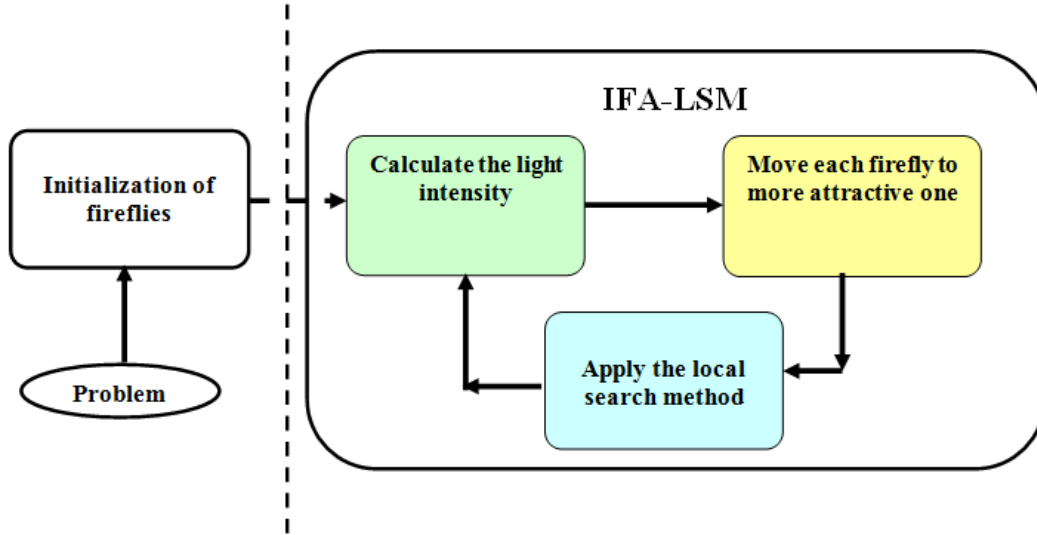 IFA-LSM
Initialization of
fireflies
Calculate the light
intensity
Move each firefly to
more attractive one
Problem
Apply the local
search method